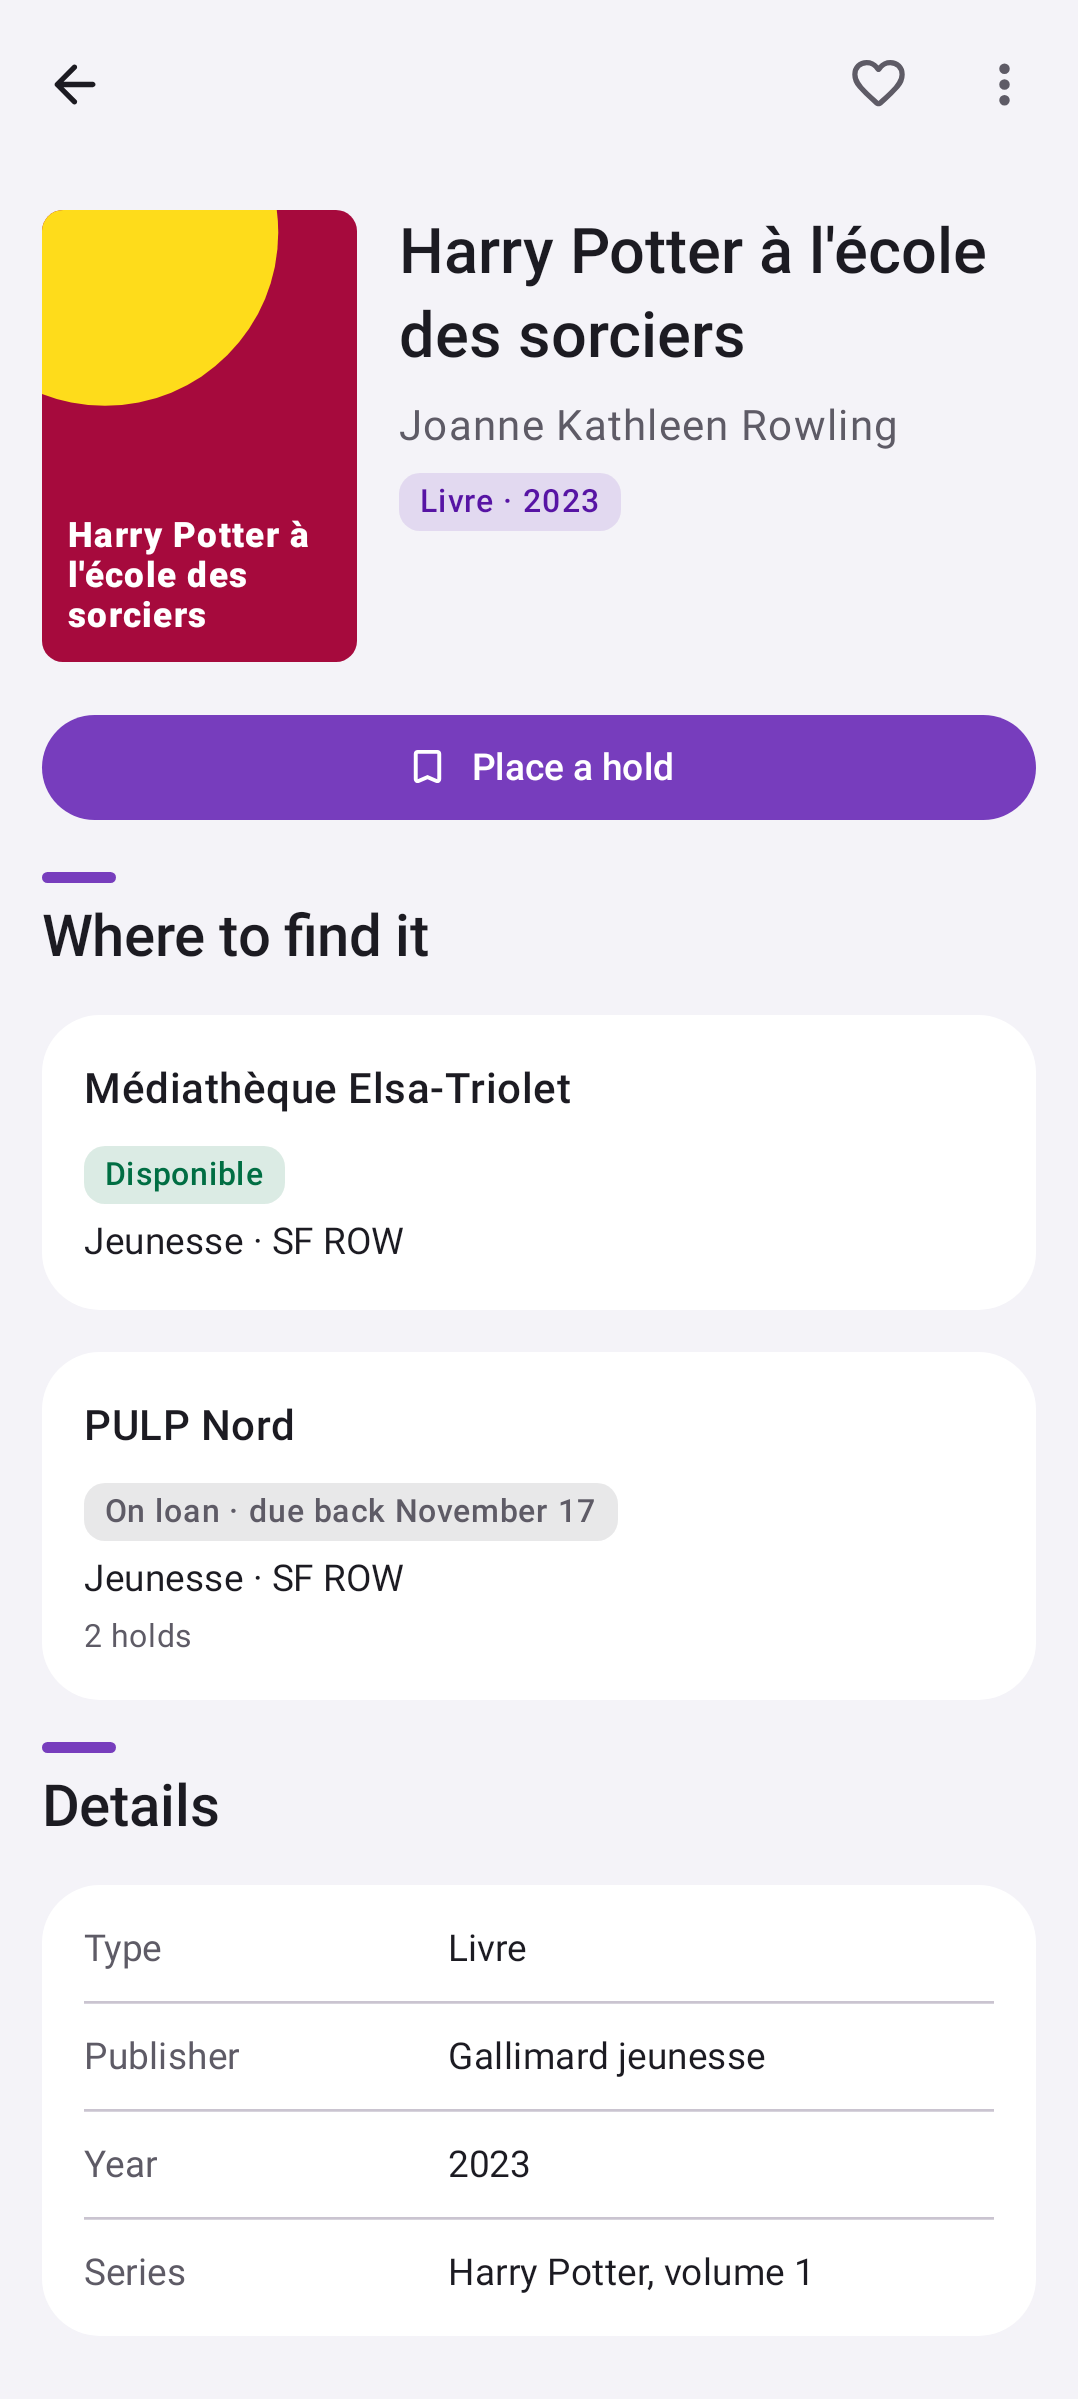 Harry Potter à
l'école des
sorciers
Harry Potter à l'école
des sorciers
Joanne Kathleen Rowling
Livre · 2023
Place a hold
Where to find it
Médiathèque Elsa-Triolet
Disponible
Jeunesse · SF ROW
PULP Nord
On loan · due back November 17
Jeunesse · SF ROW
2 holds
Details
Type Livre
Publisher Gallimard jeunesse
Year 2023
Series Harry Potter, volume 1